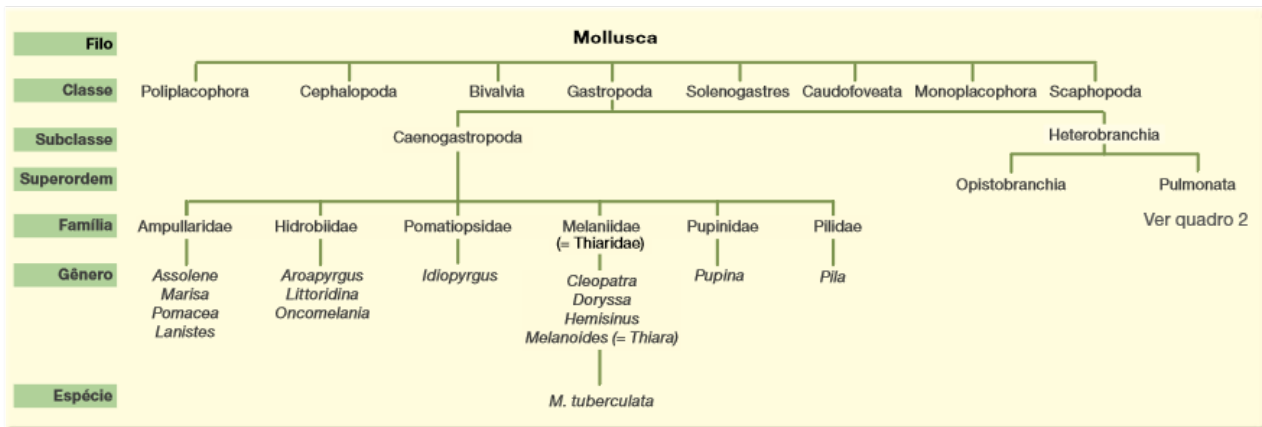 Filo Mollusca
Classe Poliplacophora Cephalopoda Bivalvia Gastropoda Solenogastres Caudofoveata Monoplacophora Scaphopoda
Subclasse Caenogastropoda Heterobranchia
Superordem Opistobranchia Pulmonata
Ver quadro 2
Família Ampullaridae Hidrobiidae Pomatiopsidae Melaniidae Pupinidae Pilidae
(= Thiaridae)
Gênero Assolene Aroapyrgus Idiopyrgus Cleopatra Pupina Pila
Marisa Littoridina Doryssa
Pomacea Oncomelania Hemisinus
Lanistes Melanoides (= Thiara)
Espécie M. tuberculata